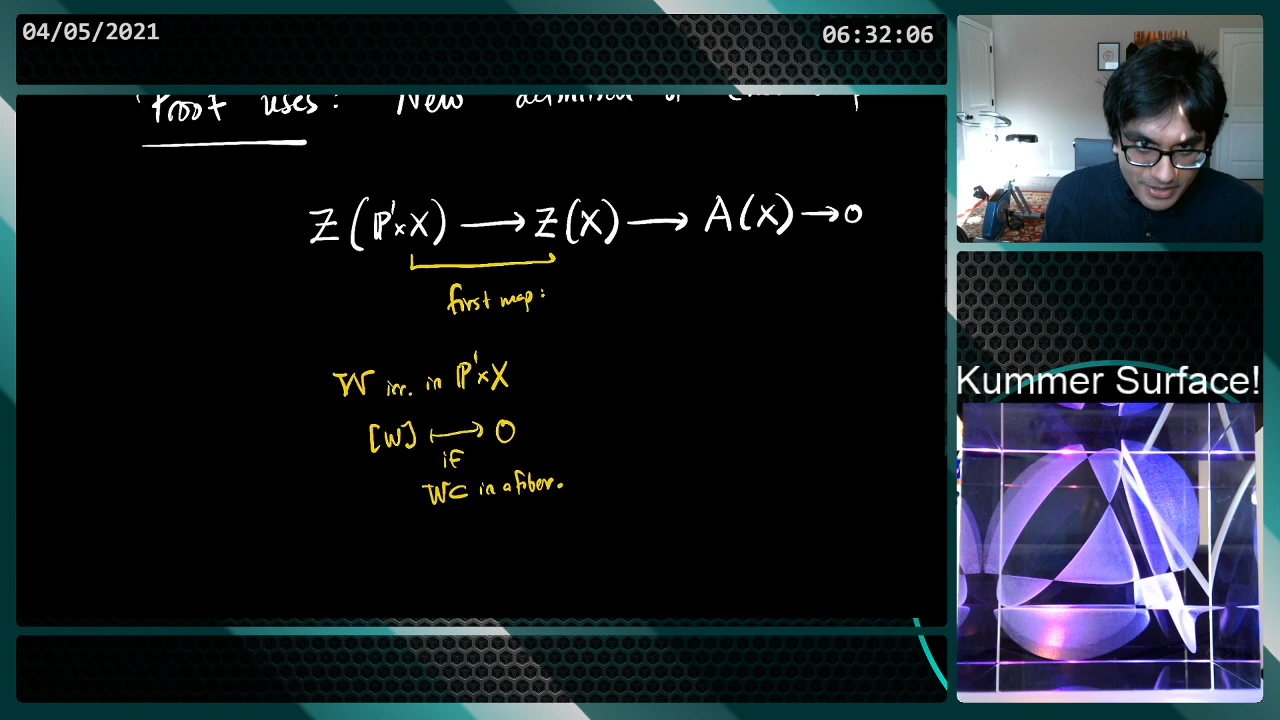 04/05/2021
06:32:06
Proof uses: New
Z(P¹×X) → Z(X) → A(X) → 0
first map:
W irr. in P¹×X
[W] ⟼ 0
if
W ⊂ in a fiber.
Kummer Surface!